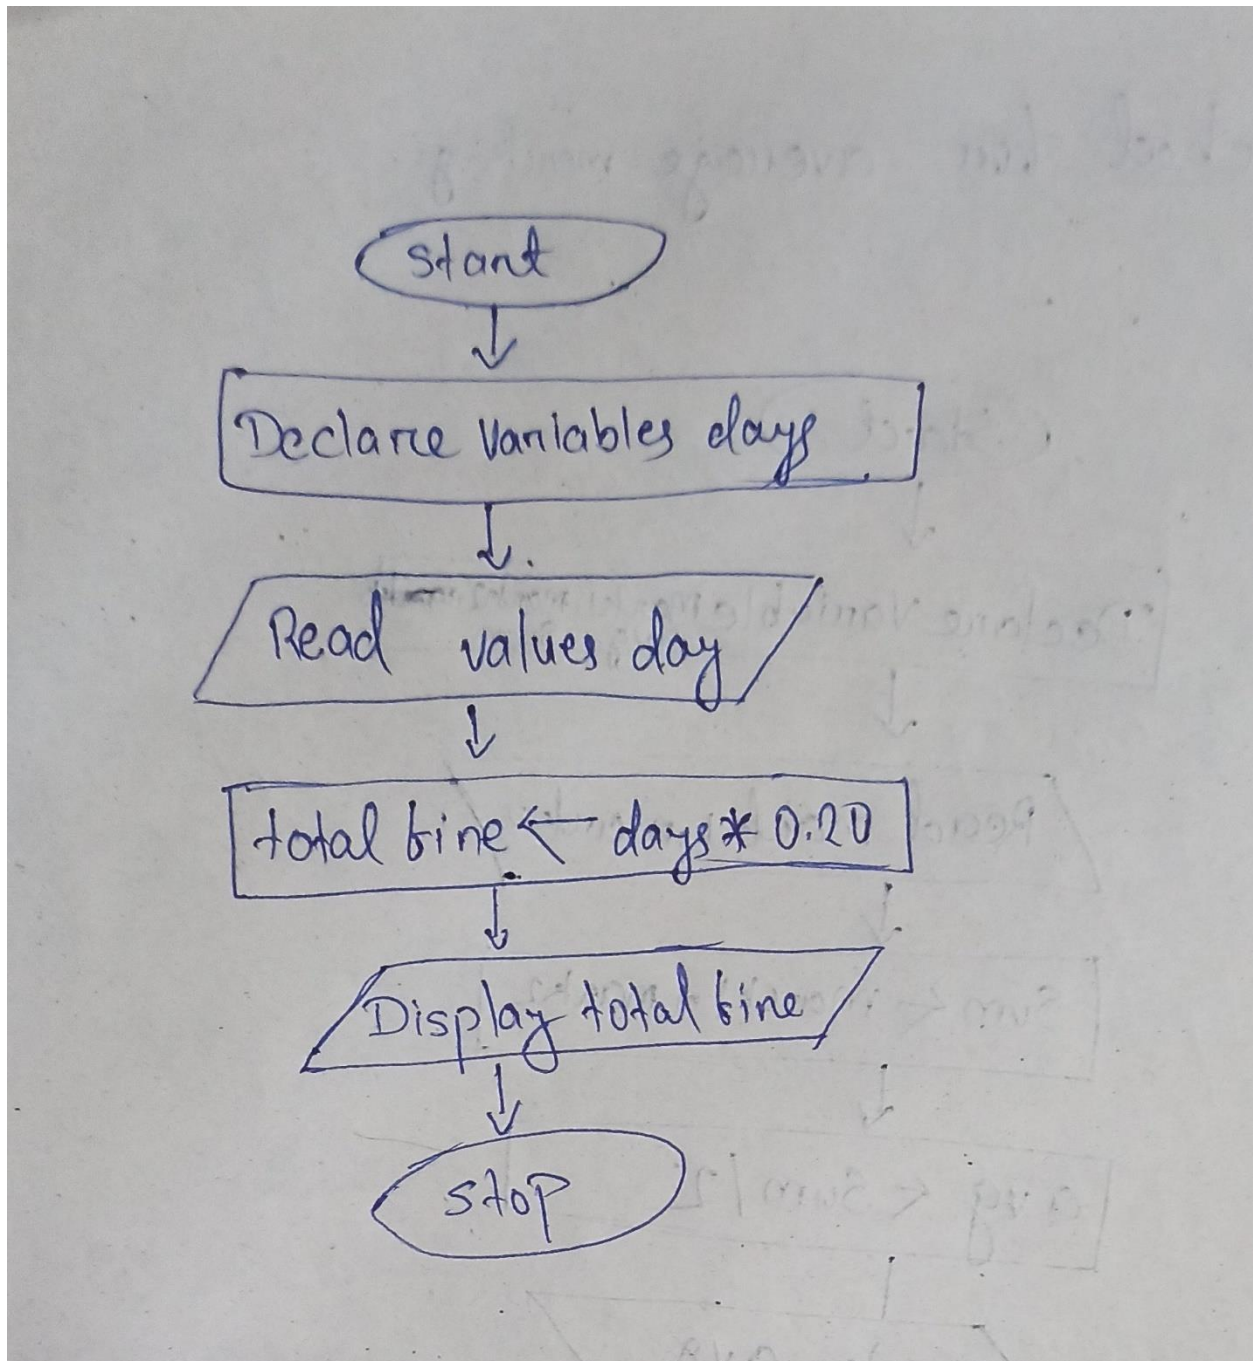 start
Declare variables days
Read values day
total fine ← days * 0.20
Display total fine
stop